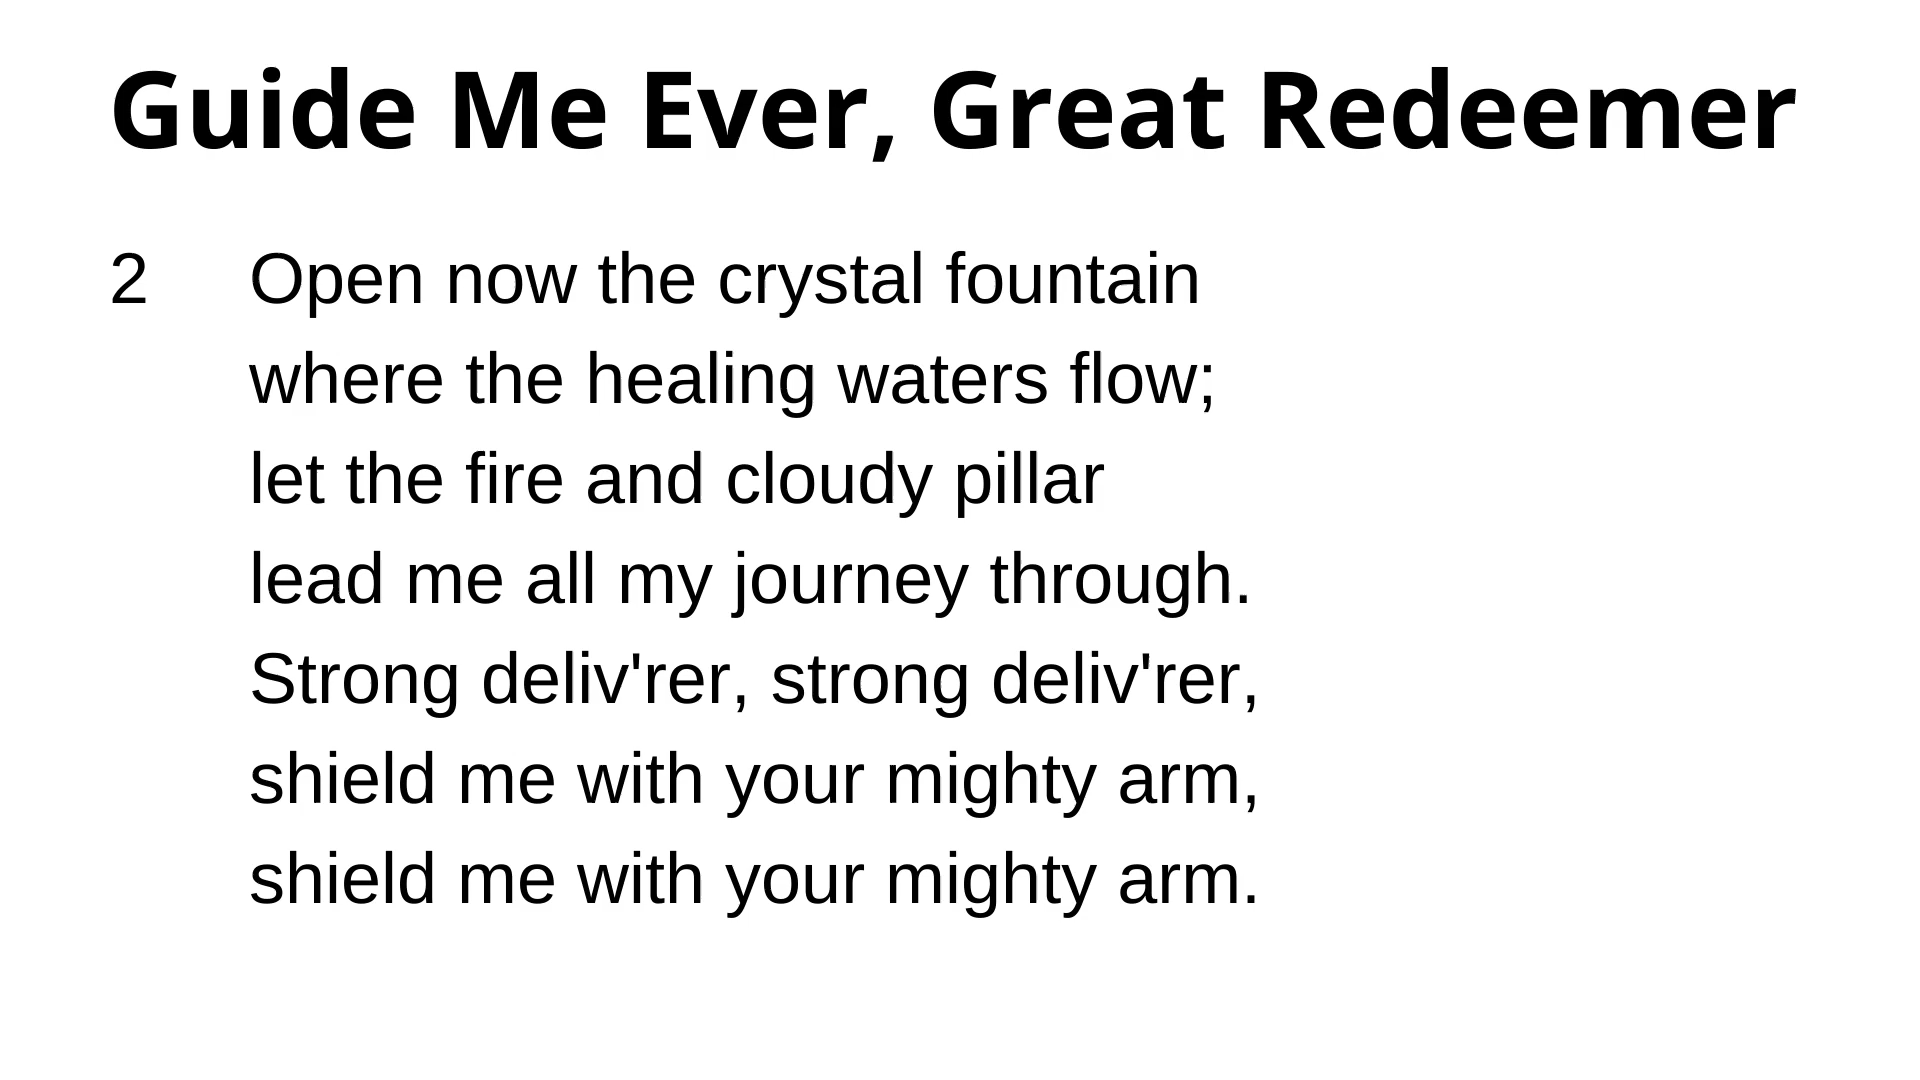 Guide Me Ever, Great Redeemer
2 Open now the crystal fountain
where the healing waters flow;
let the fire and cloudy pillar
lead me all my journey through.
Strong deliv'rer, strong deliv'rer,
shield me with your mighty arm,
shield me with your mighty arm.